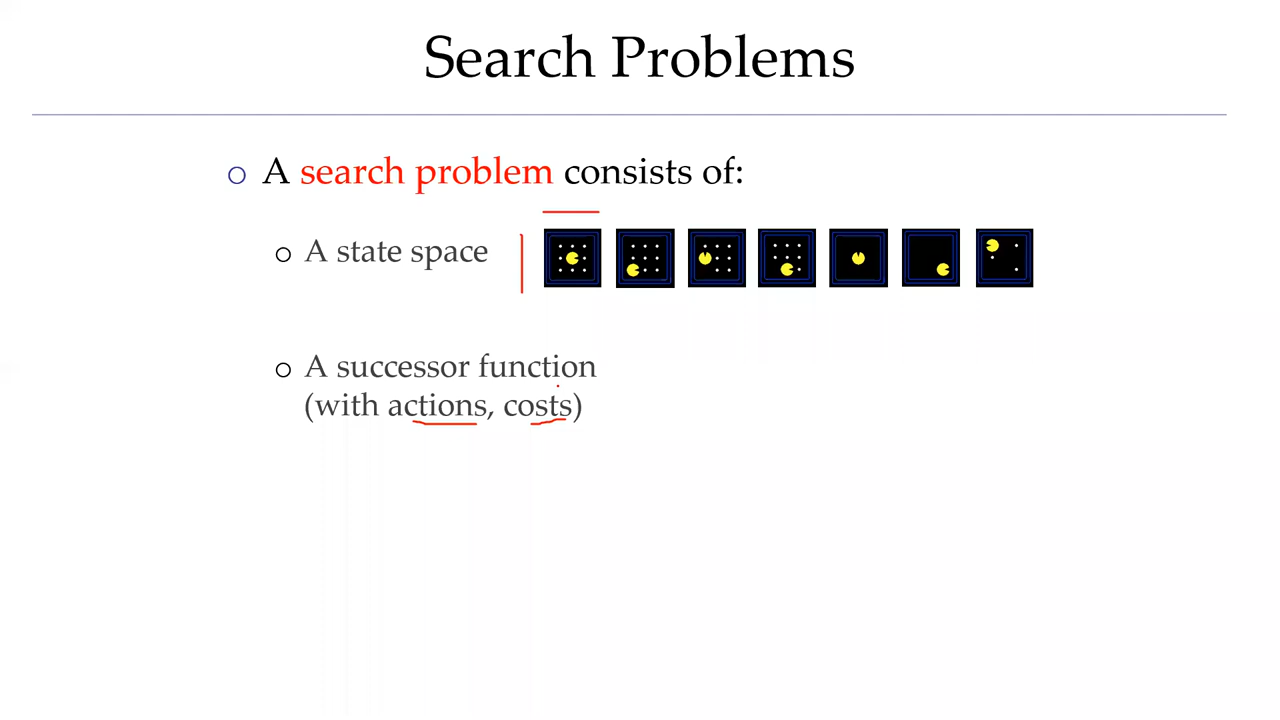 Search Problems
A search problem consists of:
A state space
A successor function
(with actions, costs)